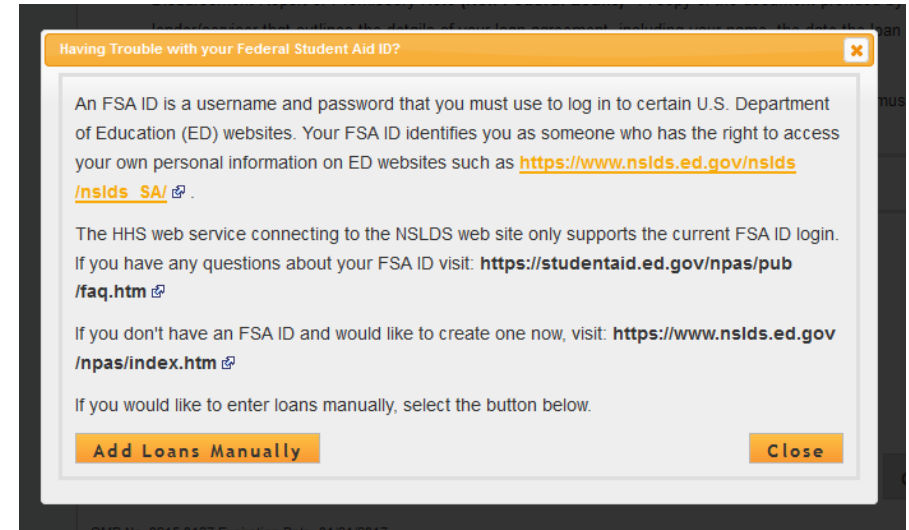 Having Trouble with your Federal Student Aid ID?
An FSA ID is a username and password that you must use to log in to certain U.S. Department
of Education (ED) websites. Your FSA ID identifies you as someone who has the right to access
your own personal information on ED websites such as https://www.nslds.ed.gov/nslds
/nslds_SA/ .
The HHS web service connecting to the NSLDS web site only supports the current FSA ID login.
If you have any questions about your FSA ID visit: https://studentaid.ed.gov/npas/pub
/faq.htm
If you don't have an FSA ID and would like to create one now, visit: https://www.nslds.ed.gov
/npas/index.htm
If you would like to enter loans manually, select the button below.
Add Loans Manually
Close